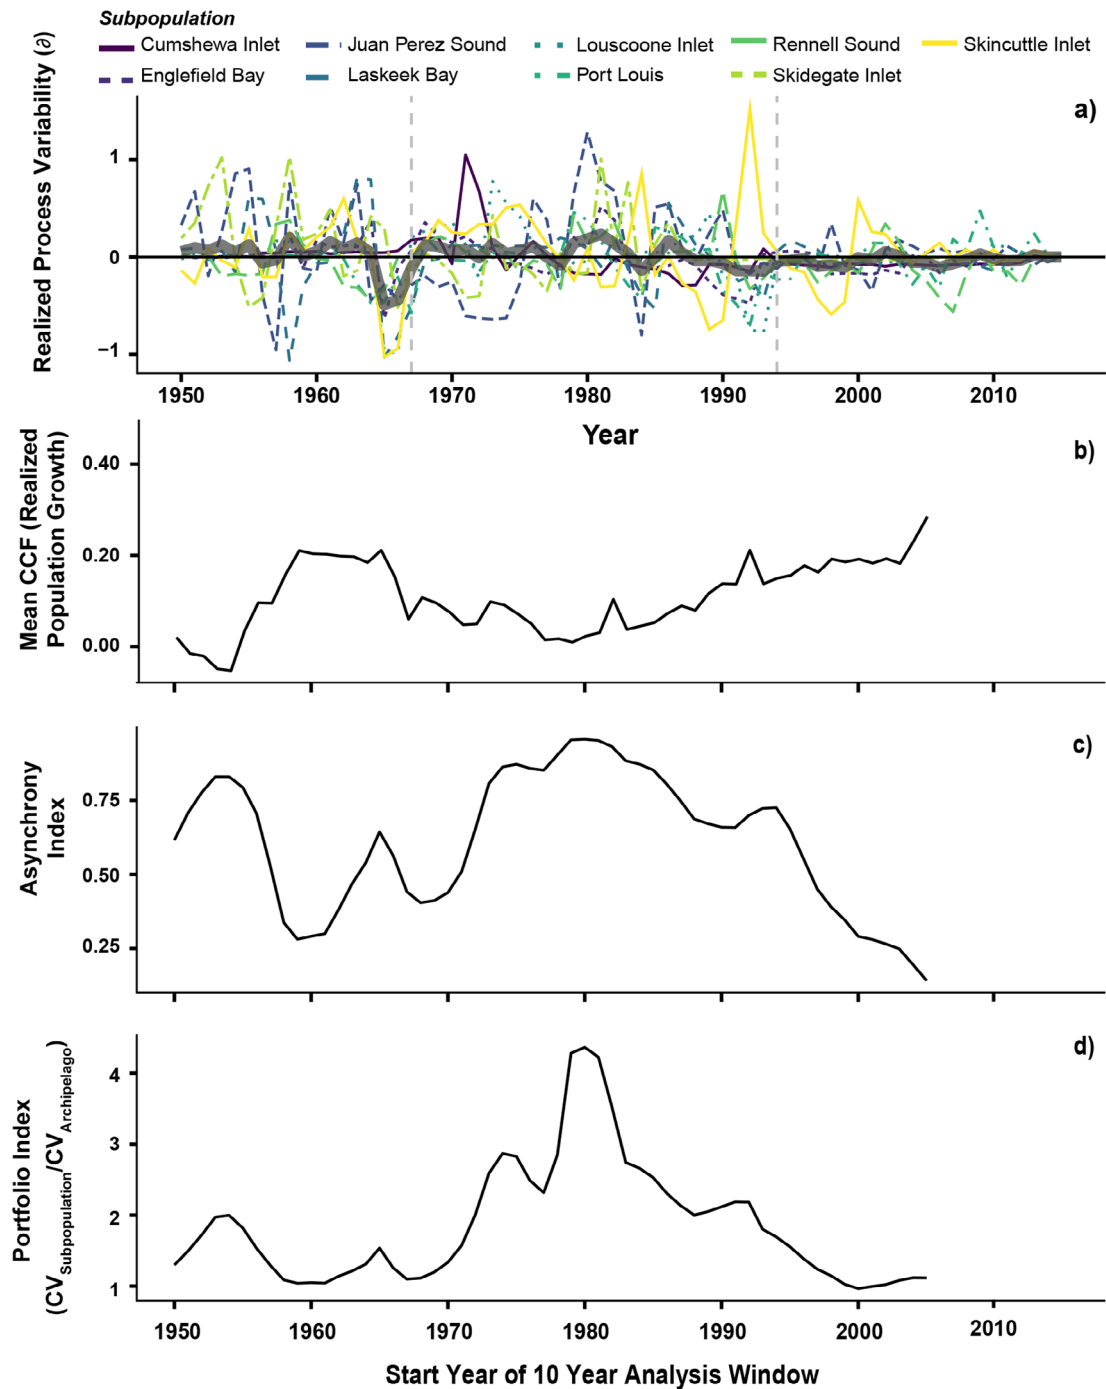 Subpopulation
Cumshewa Inlet
Juan Perez Sound
Louscoone Inlet
Rennell Sound
Skincuttle Inlet
Englefield Bay
Laskeek Bay
Port Louis
Skidegate Inlet
a)
Realized Process Variability (∂)
1
0
−1
1950
1960
1970
1980
1990
2000
2010
Year
b)
Mean CCF (Realized
Population Growth)
0.40
0.20
0.00
c)
Asynchrony
Index
0.75
0.50
0.25
d)
Portfolio Index
(CVSubpopulation/CVArchipelago)
4
3
2
1
1950
1960
1970
1980
1990
2000
2010
Start Year of 10 Year Analysis Window